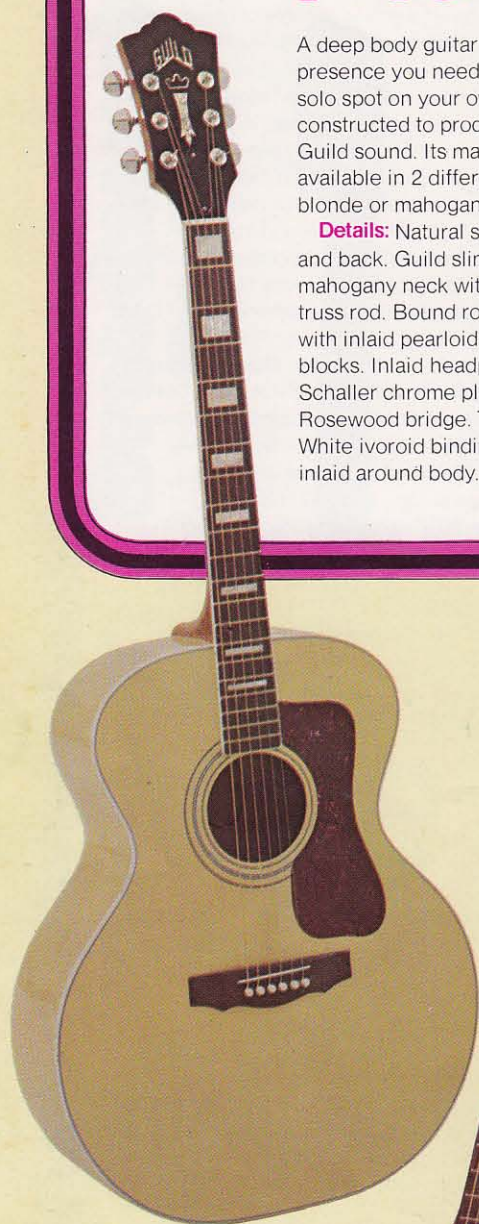 GUILD
A deep body guitar
presence you need
solo spot on your o
constructed to proc
Guild sound. Its ma
available in 2 differ
blonde or mahogan
Details: Natural s
and back. Guild slin
mahogany neck wit
truss rod. Bound ro
with inlaid pearloid
blocks. Inlaid head
Schaller chrome pl
Rosewood bridge.
White ivoroid bindi
inlaid around body.